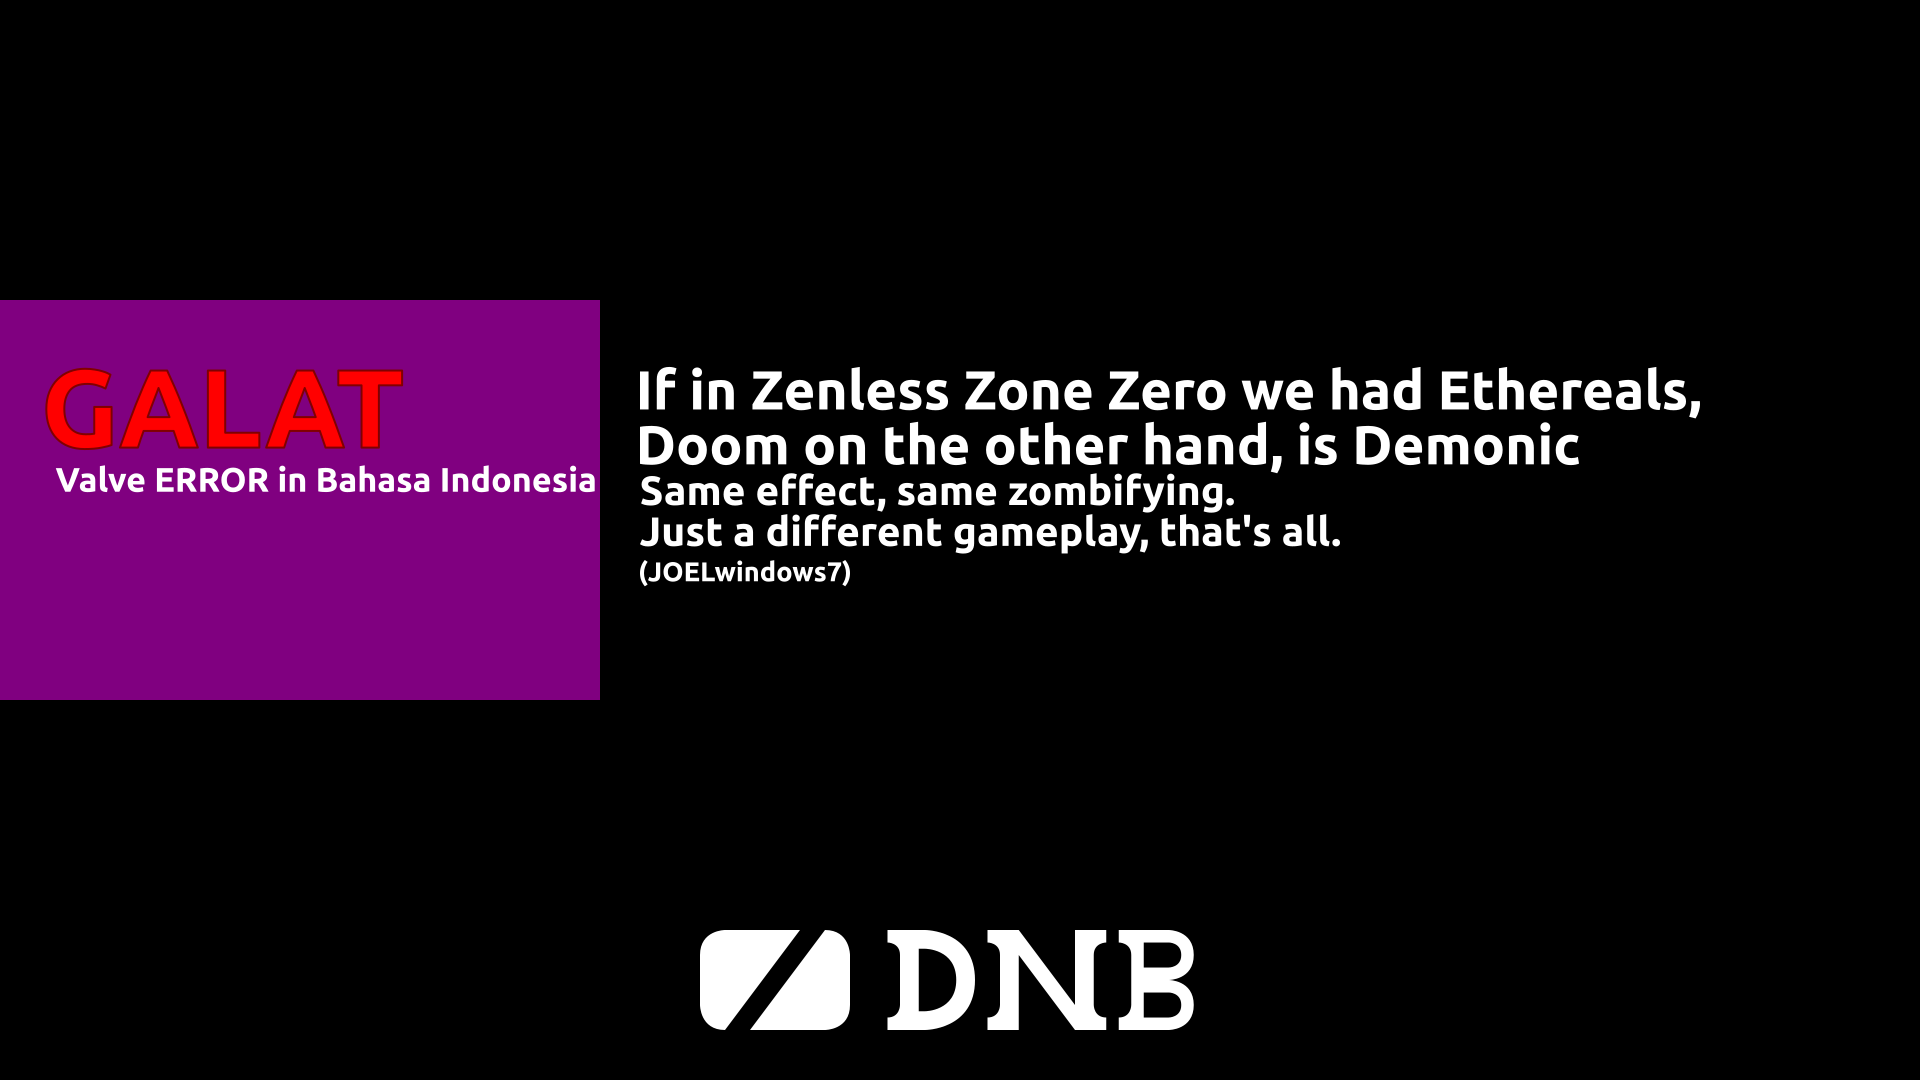 GALAT
Valve ERROR in Bahasa Indonesia
If in Zenless Zone Zero we had Ethereals,
Doom on the other hand, is Demonic
Same effect, same zombifying.
Just a different gameplay, that's all.
(JOELwindows7)
DNB